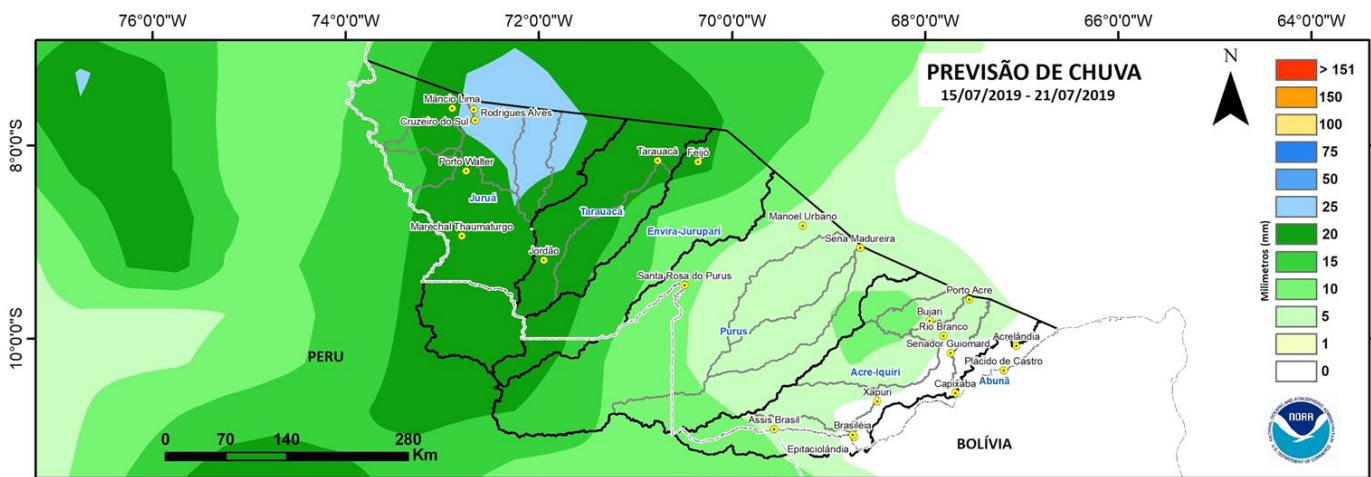 76°0'0"W
74°0'0"W
72°0'0"W
70°0'0"W
68°0'0"W
66°0'0"W
64°0'0"W
8°0'0"S
10°0'0"S
PREVISÃO DE CHUVA
15/07/2019 - 21/07/2019
N
Milímetros (mm)
> 151
150
100
75
50
25
20
15
10
5
1
0
Mâncio Lima
Rodrigues Alves
Cruzeiro do Sul
Porto Walter
Juruá
Marechal Thaumaturgo
Jordão
Tarauacá
Feijó
Tarauacá
Envira-Jurupari
Manoel Urbano
Sena Madureira
Santa Rosa do Purus
Purus
Porto Acre
Bujari
Rio Branco
Senador Guiomard
Acrelândia
Plácido de Castro
Abunã
Acre-Iquiri
Capixaba
Xapuri
Assis Brasil
Brasiléia
Epitaciolândia
PERU
BOLÍVIA
0
70
140
280
Km
NOAA